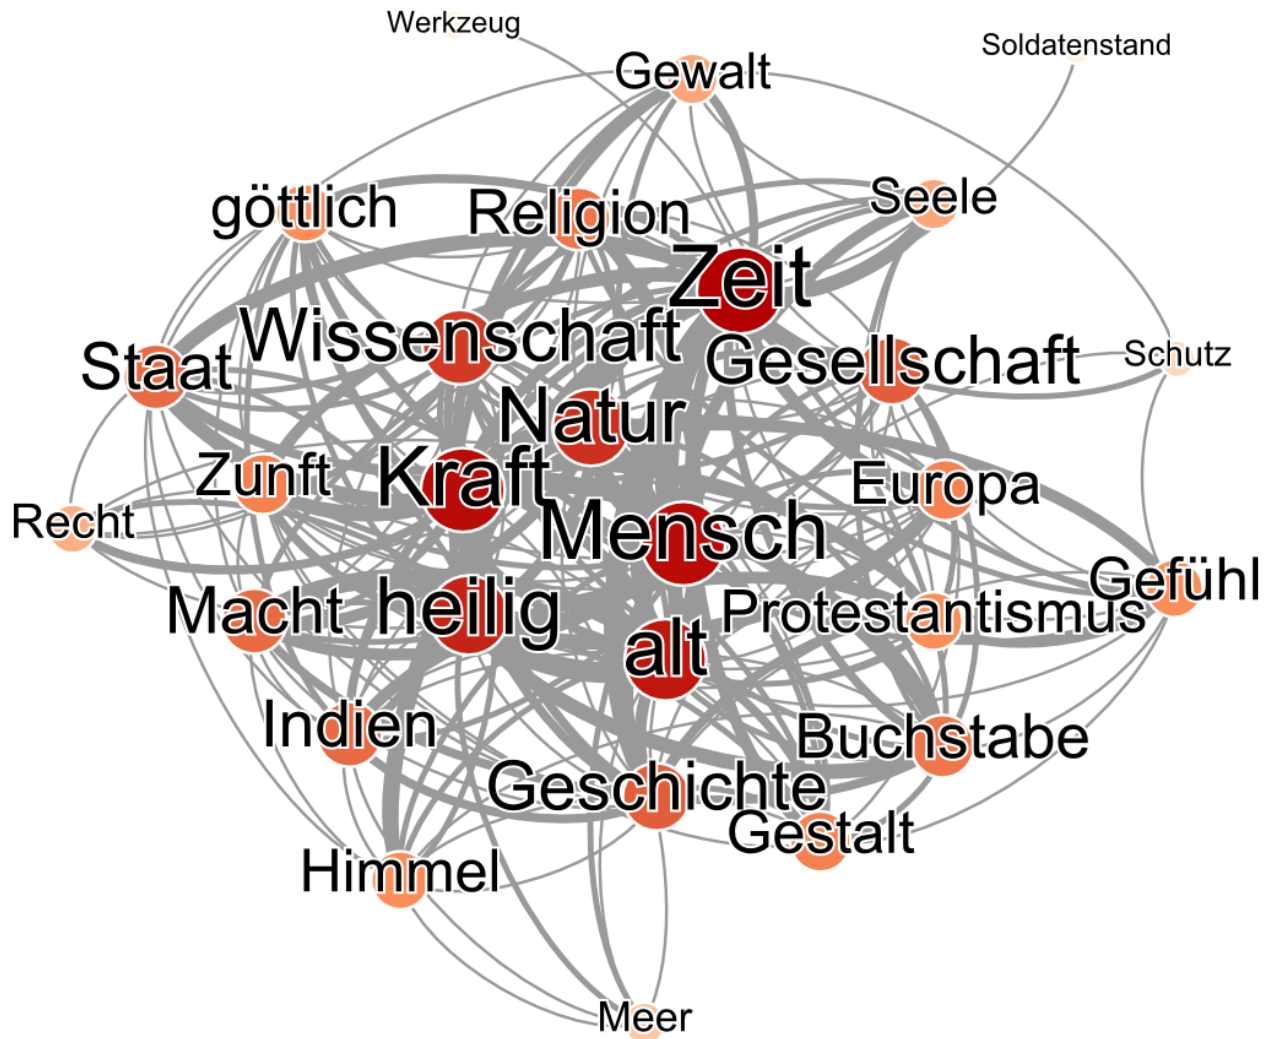 Werkzeug
Soldatenstand
Gewalt
göttlich
Religion
Seele
Zeit
Wissenschaft
Staat
Gesellschaft
Schutz
Natur
Zunft
Kraft
Europa
Recht
Mensch
Gefühl
Macht
heilig
Protestantismus
alt
Indien
Buchstabe
Geschichte
Gestalt
Himmel
Meer